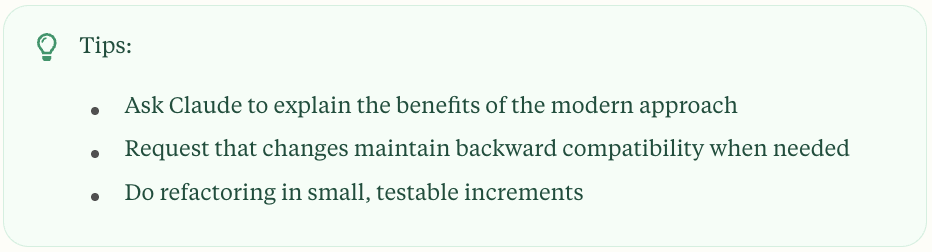 Tips:
Ask Claude to explain the benefits of the modern approach
Request that changes maintain backward compatibility when needed
Do refactoring in small, testable increments